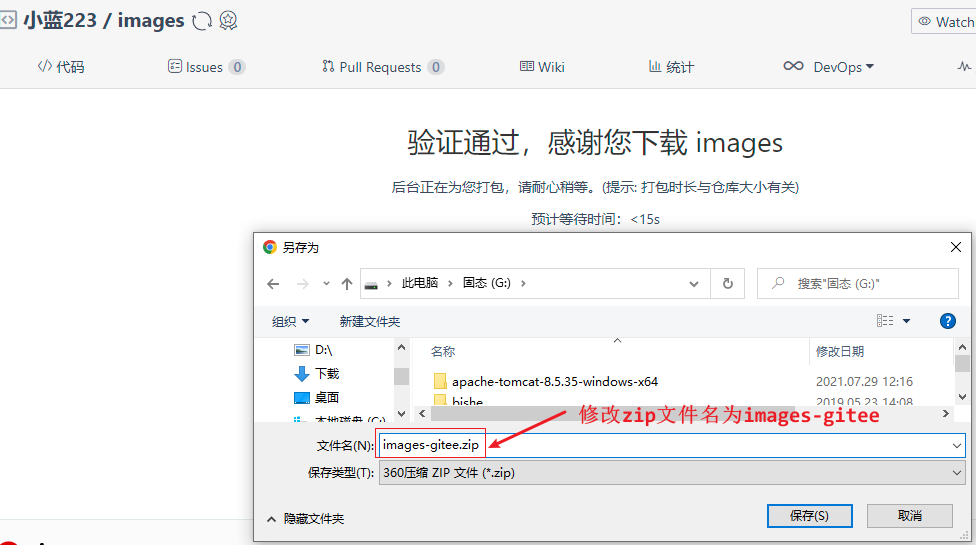 小蓝223 / images
Watch
代码
Issues 0
Pull Requests 0
Wiki
统计
DevOps
验证通过，感谢您下载 images
后台正在为您打包，请耐心稍等。(提示: 打包时长与仓库大小有关)
预计等待时间：<15s
另存为
此电脑 › 固态 (G:) ›
搜索"固态 (G:)"
组织
新建文件夹
D:\
下载
桌面
本地磁盘 (C:)
名称
修改日期
apache-tomcat-8.5.35-windows-x64
2021.07.29 12:16
bishe
2019.05.23 14:08
修改zip文件名为images-gitee
文件名(N):
images-gitee.zip
保存类型(T):
360压缩 ZIP 文件 (*.zip)
隐藏文件夹
保存(S)
取消